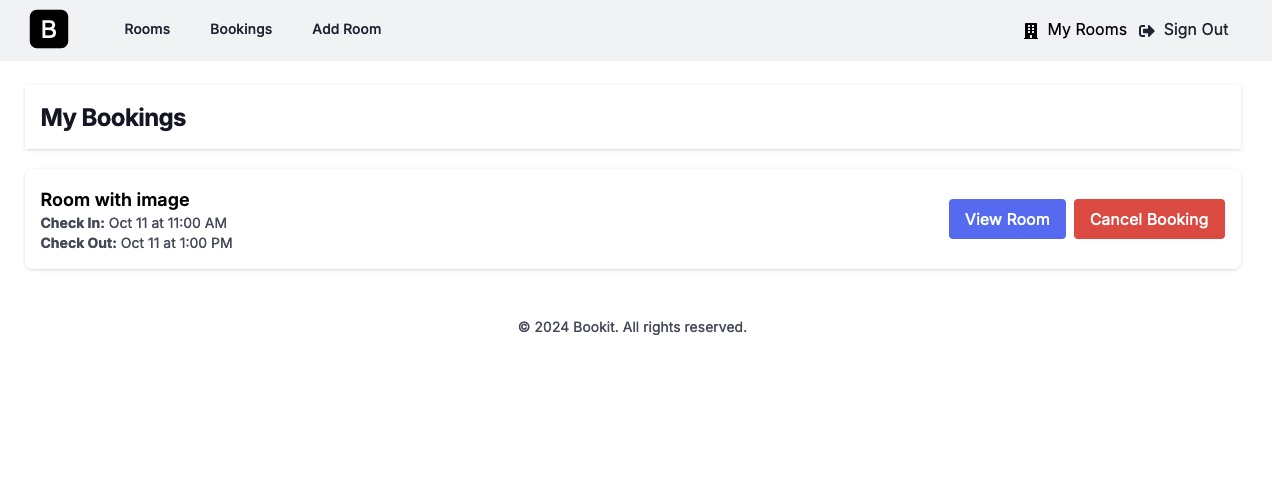 B Rooms Bookings Add Room My Rooms Sign Out
My Bookings
Room with image
Check In: Oct 11 at 11:00 AM
Check Out: Oct 11 at 1:00 PM
View Room Cancel Booking
© 2024 Bookit. All rights reserved.